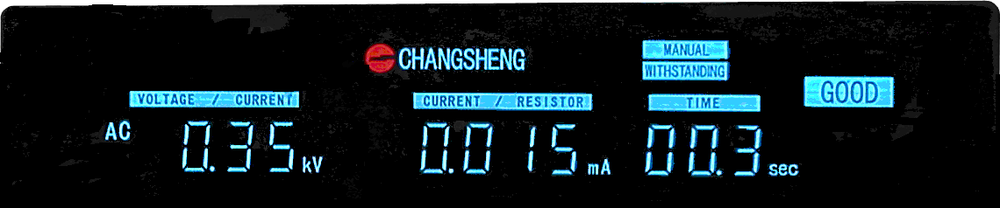 CHANGSHENG
MANUAL
WITHSTANDING
VOLTAGE / CURRENT
CURRENT / RESISTOR
TIME
GOOD
AC 0.35 kV
0.015 mA
00.3 sec